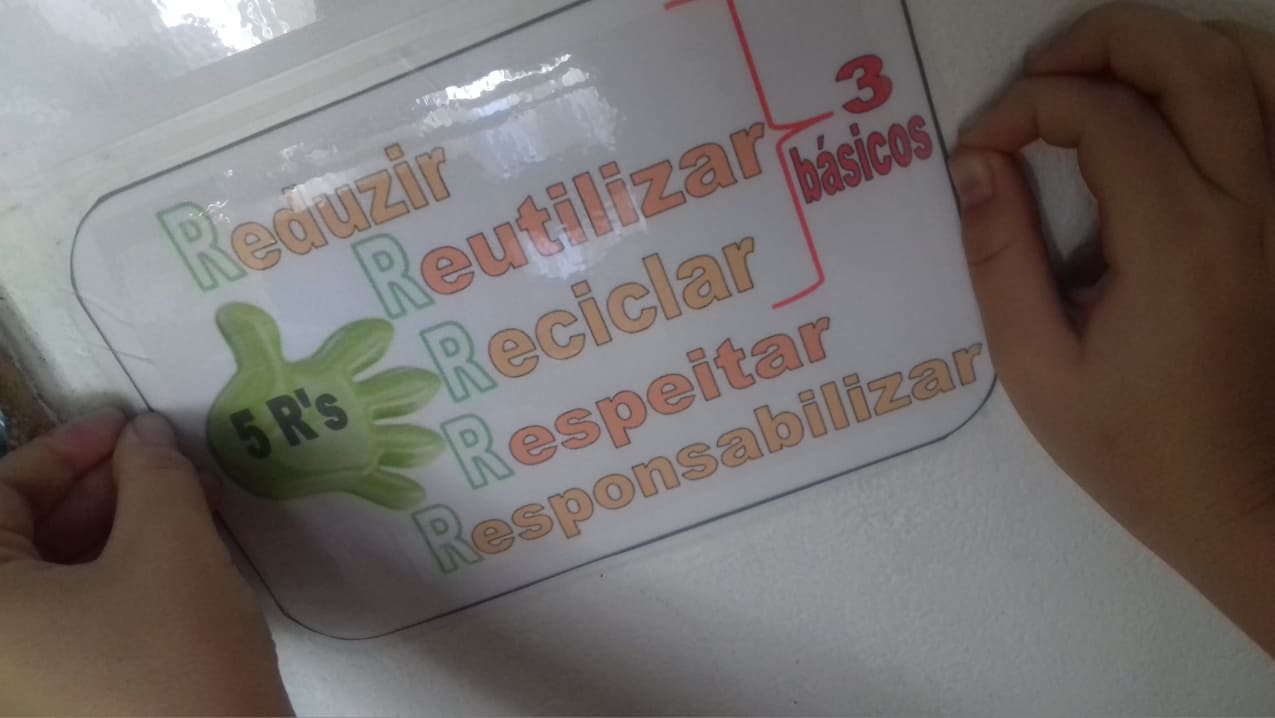 Reduzir
Reutilizar
Reciclar
Respeitar
Responsabilizar
3
básicos
5 R's